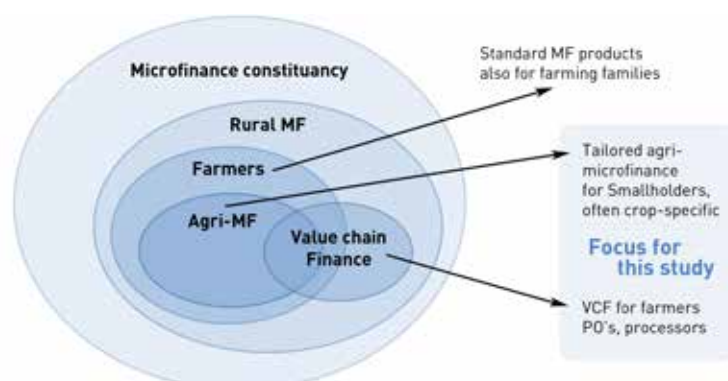 Microfinance constituancy
Rural MF
Farmers
Agri-MF
Value chain
Finance
Standard MF products
also for farming families
Tailored agri-
microfinance
for Smallholders,
often crop-specific
Focus for
this study
VCF for farmers
PO's, processors